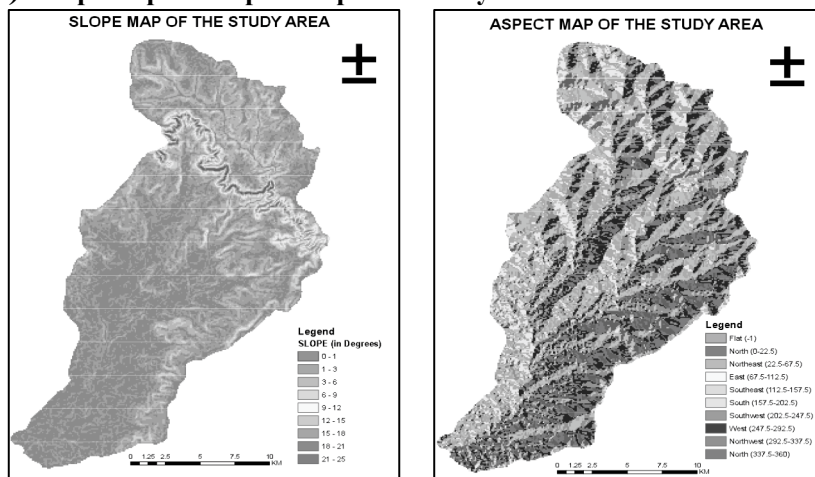 SLOPE MAP OF THE STUDY AREA
Legend
SLOPE (in Degrees)
0 - 1
1 - 3
3 - 6
6 - 9
9 - 12
12 - 15
15 - 18
18 - 21
21 - 25
0 1.25 2.5 5 7.5 10
KM
ASPECT MAP OF THE STUDY AREA
Legend
Flat (-1)
North (0-22.5)
Northeast (22.5-67.5)
East (67.5-112.5)
Southeast (112.5-157.5)
South (157.5-202.5)
Southwest (202.5-247.5)
West (247.5-292.5)
Northwest (292.5-337.5)
North (337.5-360)
0 1.25 2.5 5 7.5 10
KM